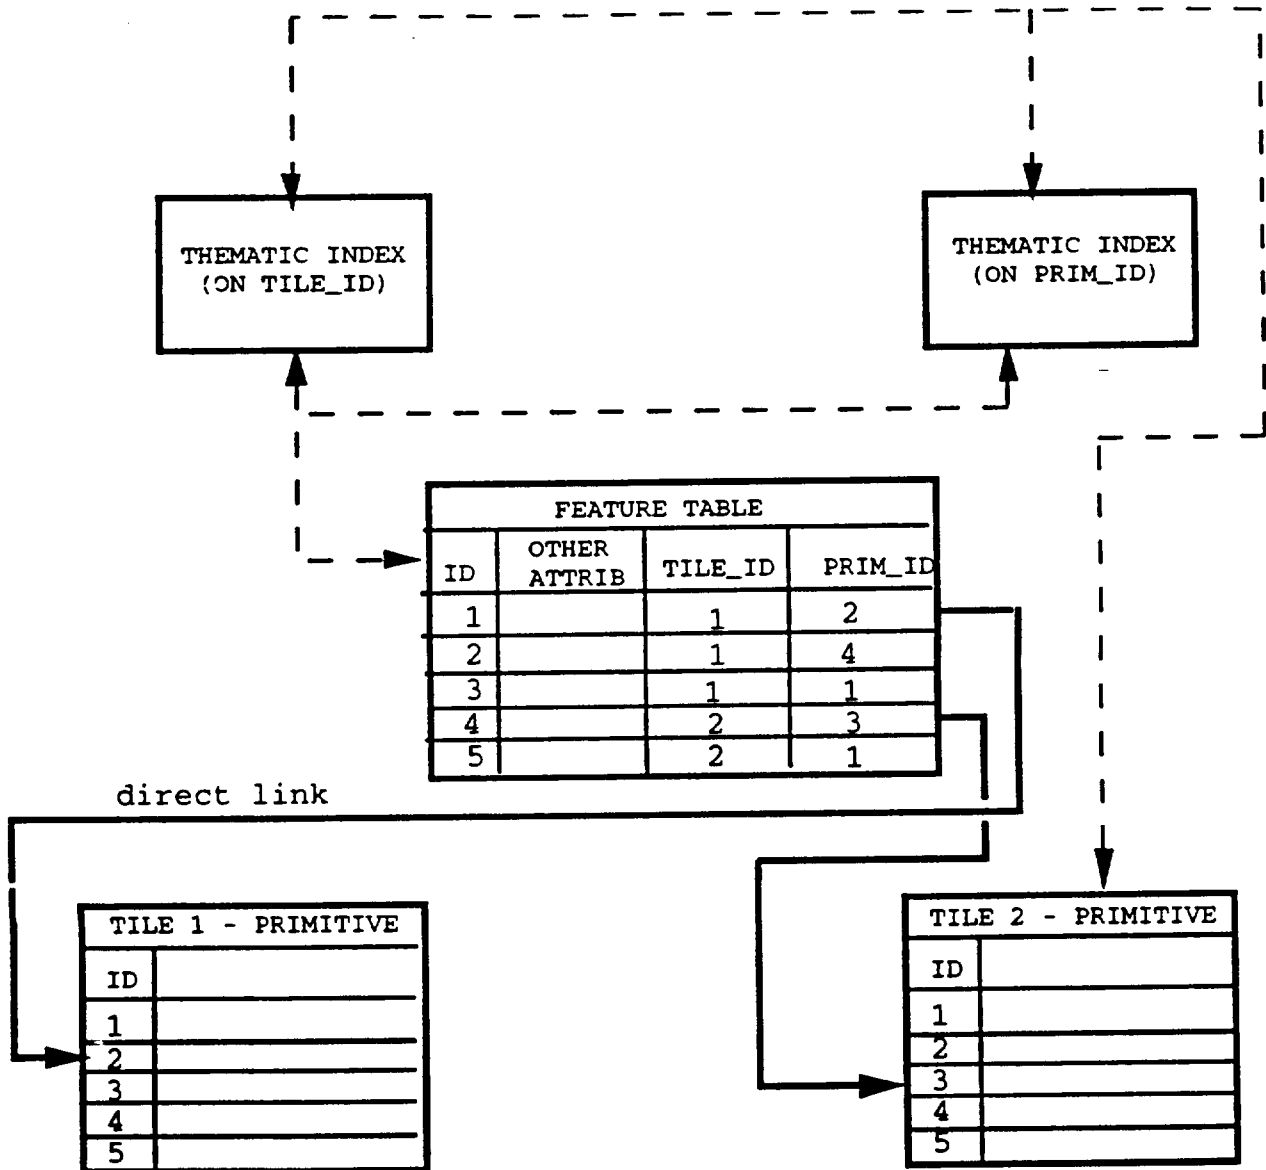 THEMATIC INDEX
(ON TILE_ID)
THEMATIC INDEX
(ON PRIM_ID)
FEATURE TABLE
ID OTHER ATTRIB TILE_ID PRIM_ID
1 1 2
2 1 4
3 1 1
4 2 3
5 2 1
direct link
TILE 1 - PRIMITIVE
ID
1
2
3
4
5
TILE 2 - PRIMITIVE
ID
1
2
3
4
5